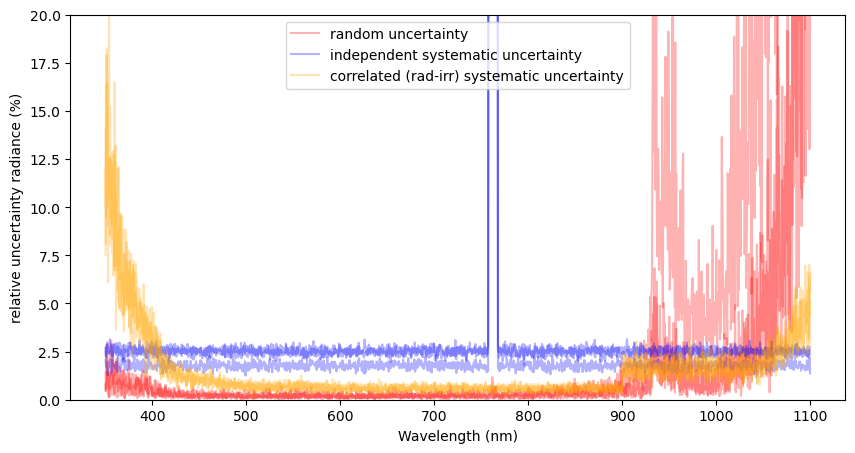 random uncertainty
independent systematic uncertainty
correlated (rad-irr) systematic uncertainty
relative uncertainty radiance (%)
20.0
17.5
15.0
12.5
10.0
7.5
5.0
2.5
0.0
400 500 600 700 800 900 1000 1100
Wavelength (nm)